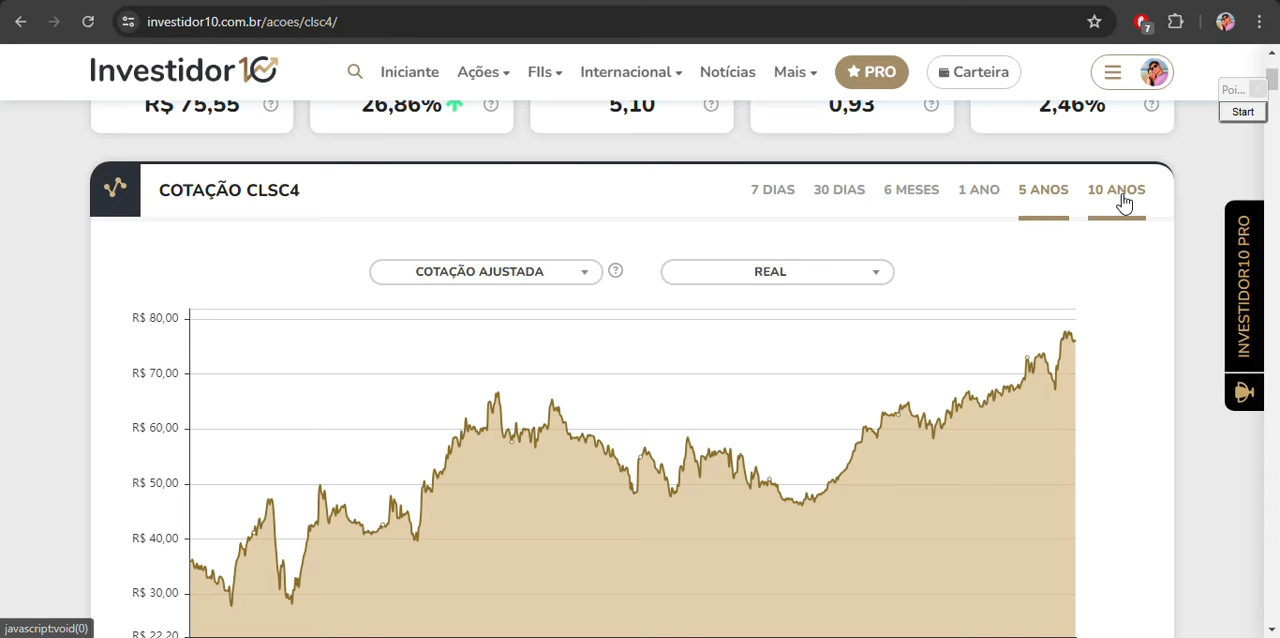 investidor10.com.br/acoes/clsc4/
7
Investidor10
Iniciante Ações FIIs Internacional Notícias Mais PRO Carteira
Poi...
Start
R$ 75,55 ? 26,86% ? 5,10 ? 0,93 ? 2,46% ?
COTAÇÃO CLSC4
7 DIAS 30 DIAS 6 MESES 1 ANO 5 ANOS 10 ANOS
COTAÇÃO AJUSTADA ? REAL
INVESTIDOR10 PRO
R$ 80,00
R$ 70,00
R$ 60,00
R$ 50,00
R$ 40,00
R$ 30,00
R$ 22,20
javascript:void(0)